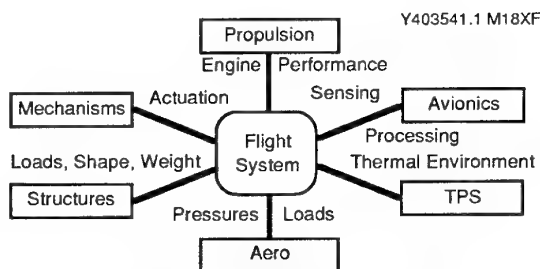 Y403541.1 M18XF
Propulsion
Engine Performance
Mechanisms
Actuation
Sensing
Avionics
Flight
System
Processing
Loads, Shape, Weight
Thermal Environment
Structures
TPS
Pressures Loads
Aero